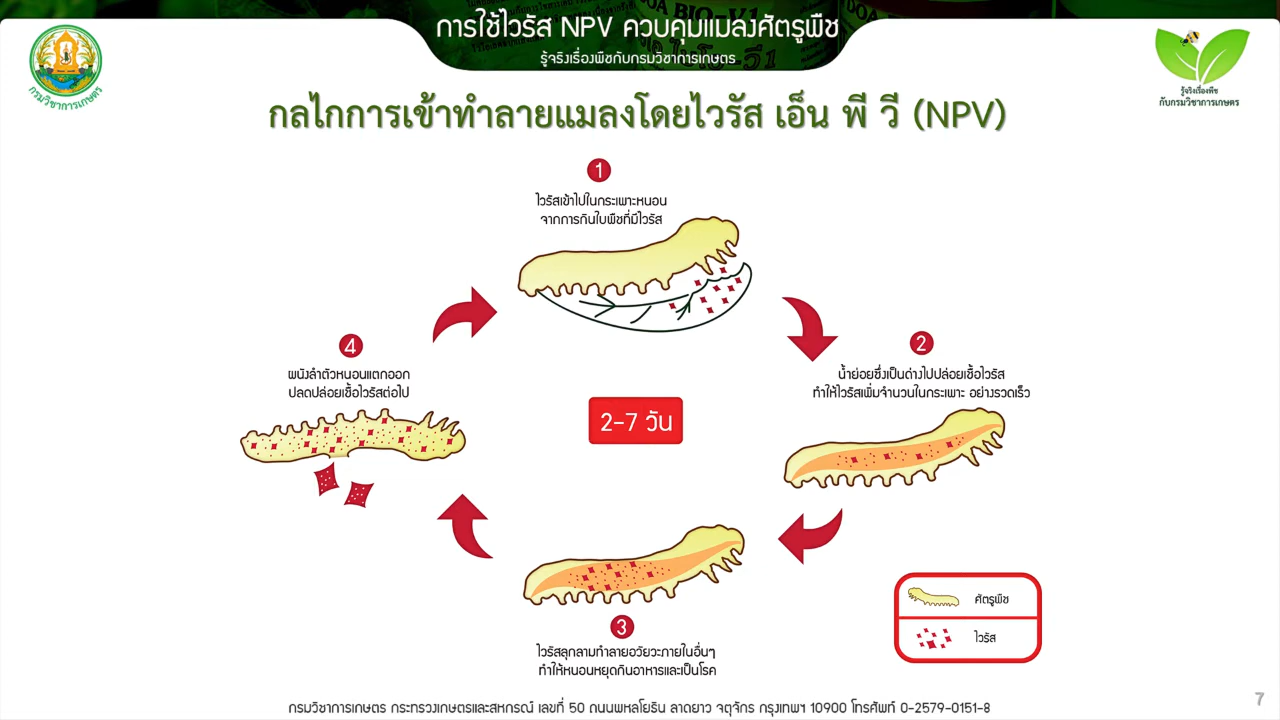 การใช้ไวรัส NPV ควบคุมแมลงศัตรูพืช
รู้จริงเรื่องพืชกับกรมวิชาการเกษตร
กรมวิชาการเกษตร
รู้จริงเรื่องพืช
กับกรมวิชาการเกษตร
กลไกการเข้าทำลายแมลงโดยไวรัส เอ็น พี วี (NPV)
1
ไวรัสเข้าไปในกระเพาะหนอน
จากการกินใบพืชที่มีไวรัส
2
น้ำย่อยซึ่งเป็นด่างไปปล่อยเชื้อไวรัส
ทำให้ไวรัสเพิ่มจำนวนในกระเพาะ อย่างรวดเร็ว
4
ผนังลำตัวหนอนแตกออก
ปลดปล่อยเชื้อไวรัสต่อไป
2-7 วัน
3
ไวรัสลุกลามทำลายอวัยวะภายในอื่นๆ
ทำให้หนอนหยุดกินอาหารและเป็นโรค
ศัตรูพืช
ไวรัส
กรมวิชาการเกษตร กระทรวงเกษตรและสหกรณ์ เลขที่ 50 ถนนพหลโยธิน ลาดยาว จตุจักร กรุงเทพฯ 10900 โทรศัพท์ 0-2579-0151-8
7